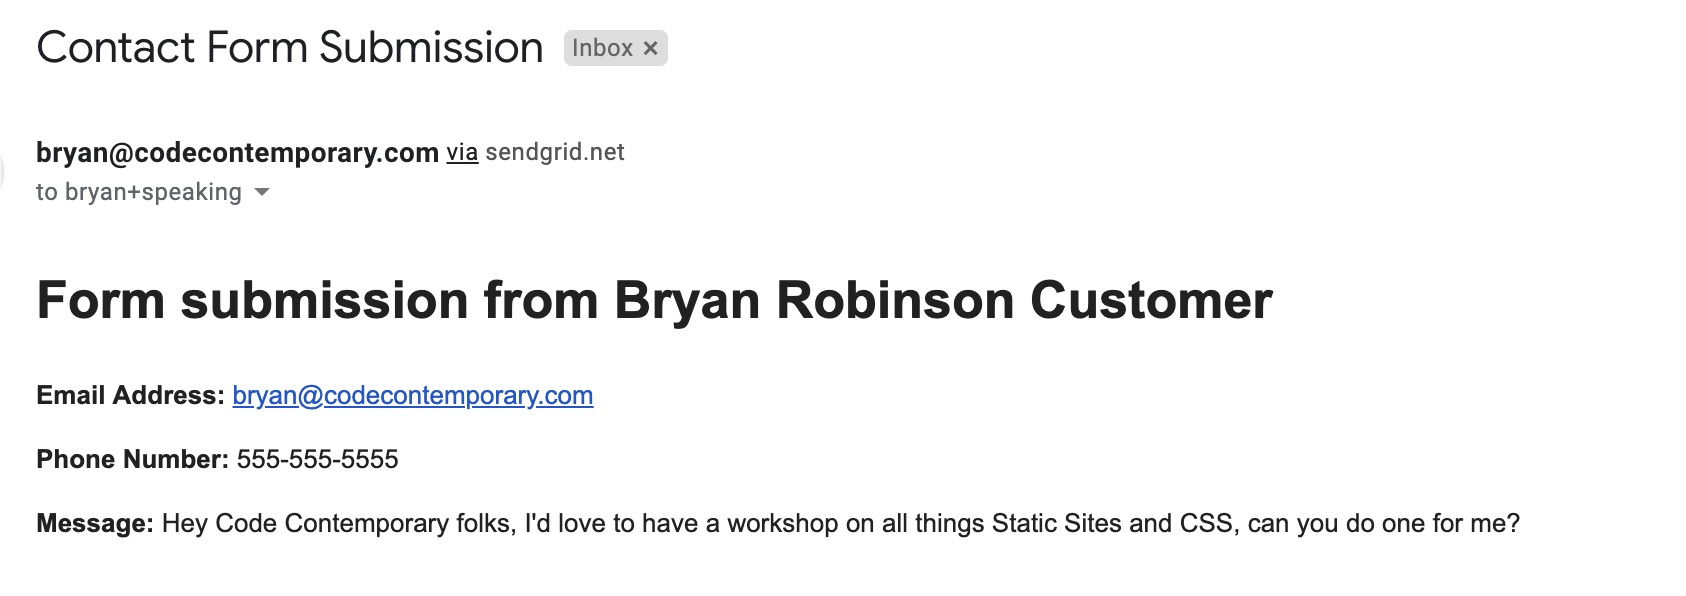 Contact Form Submission Inbox ×
bryan@codecontemporary.com via sendgrid.net
to bryan+speaking
Form submission from Bryan Robinson Customer
Email Address: bryan@codecontemporary.com
Phone Number: 555-555-5555
Message: Hey Code Contemporary folks, I'd love to have a workshop on all things Static Sites and CSS, can you do one for me?